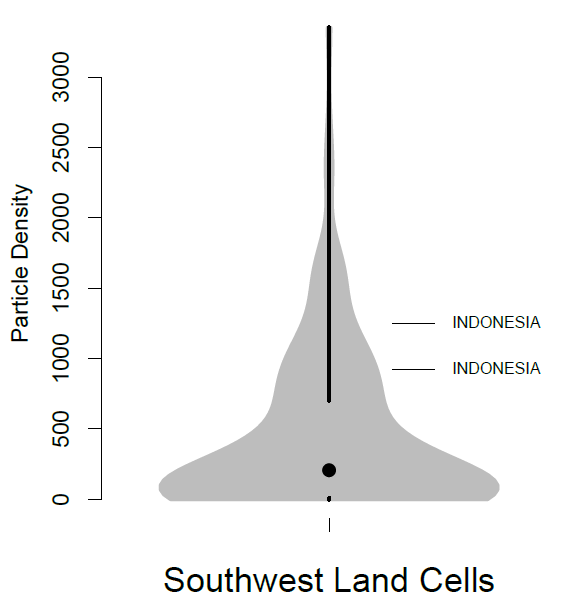 3000
2500
2000
1500
1000
500
0
Particle Density
INDONESIA
INDONESIA
Southwest Land Cells